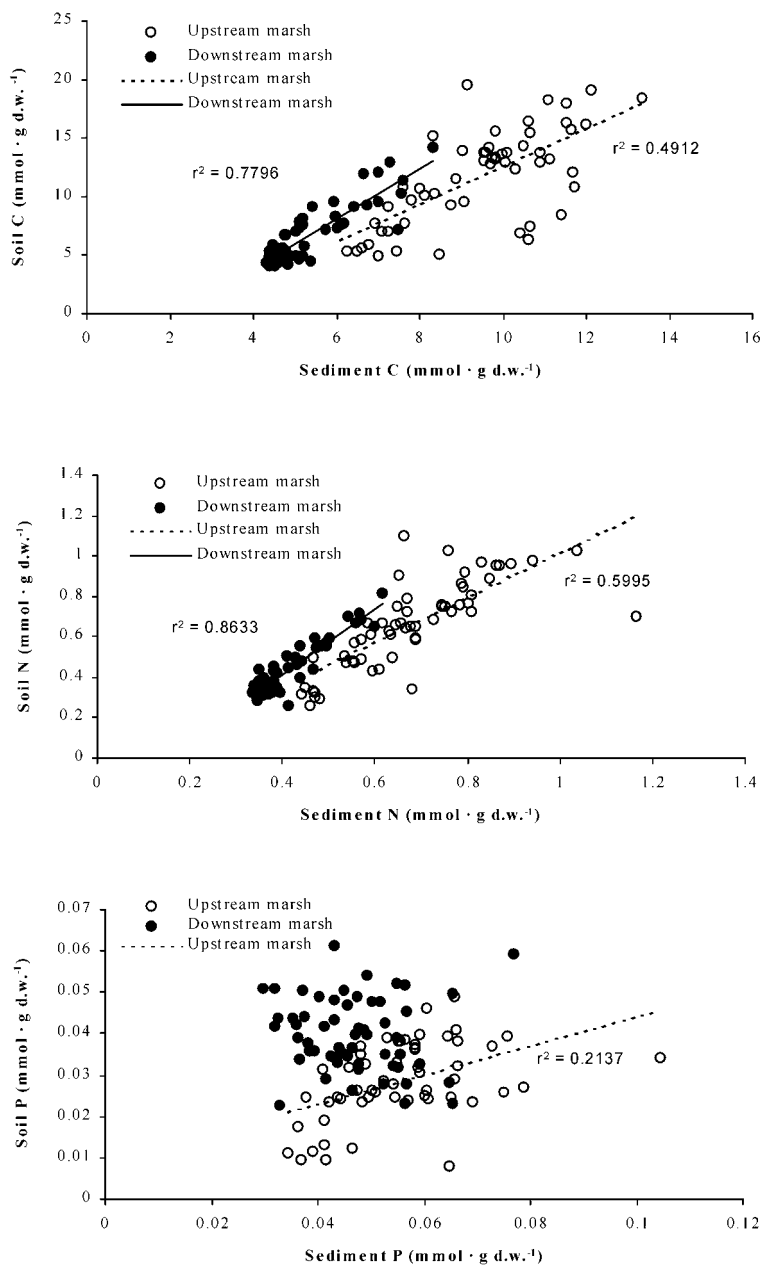 25
20
15
10
5
0
Soil C (mmol · g d.w. -1)
Upstream marsh
Downstream marsh
Upstream marsh
Downstream marsh
r2 = 0.7796
r2 = 0.4912
0 2 4 6 8 10 12 14 16
Sediment C (mmol · g d.w.-1)
1.4
1.2
1
0.8
0.6
0.4
0.2
0
Soil N (mmol · g d.w.-1)
Upstream marsh
Downstream marsh
Upstream marsh
Downstream marsh
r2 = 0.8633
r2 = 0.5995
0 0.2 0.4 0.6 0.8 1 1.2 1.4
Sediment N (mmol · g d.w.-1)
0.07
0.06
0.05
0.04
0.03
0.02
0.01
0
Soil P (mmol · g d.w.-1)
Upstream marsh
Downstream marsh
Upstream marsh
r2 = 0.2137
0 0.02 0.04 0.06 0.08 0.1 0.12
Sediment P (mmol · g d.w.-1)